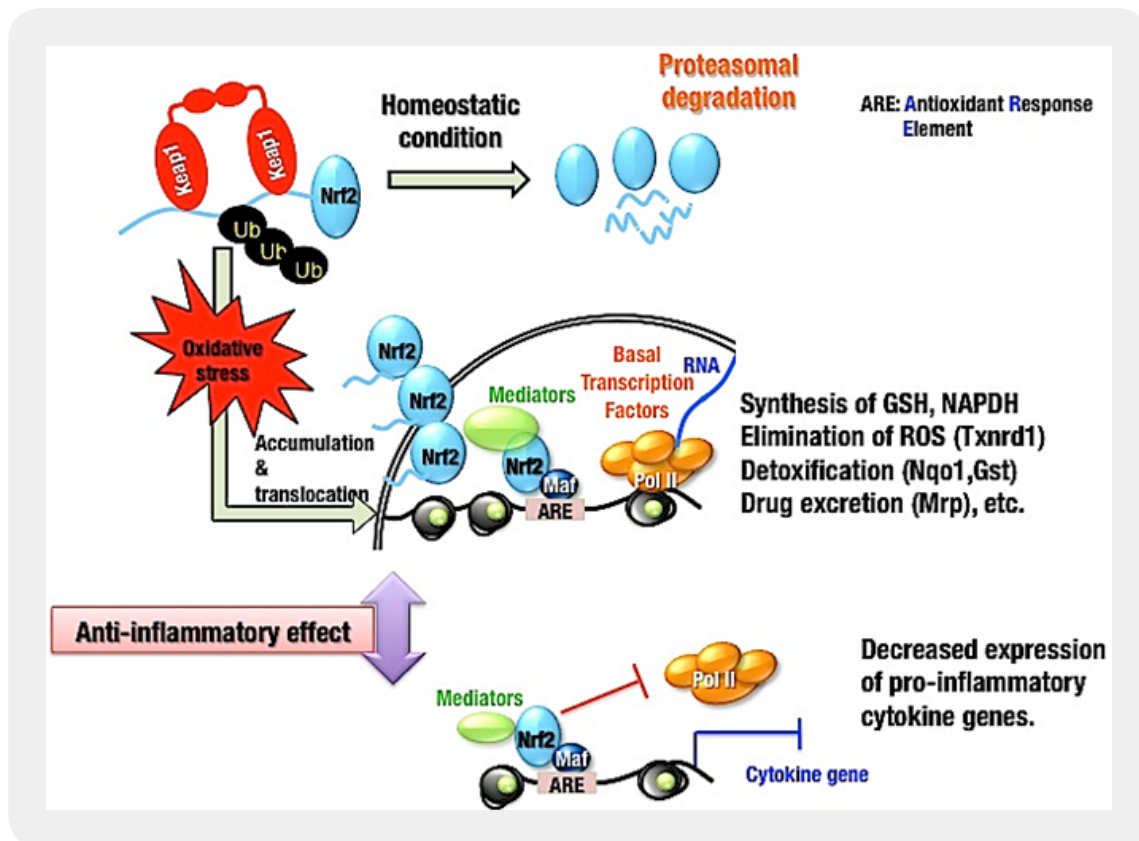 Proteasomal
degradation
Homeostatic
condition
ARE: Antioxidant Response
Element
Keap1
Keap1
Nrf2
Ub
Ub
Ub
Oxidative
stress
Accumulation
&
translocation
Nrf2
Nrf2
Nrf2
Mediators
Nrf2
Maf
ARE
Basal
Transcription
Factors
RNA
Pol II
Synthesis of GSH, NAPDH
Elimination of ROS (Txnrd1)
Detoxification (Nqo1,Gst)
Drug excretion (Mrp), etc.
Anti-inflammatory effect
Mediators
Nrf2
Maf
ARE
Pol II
Cytokine gene
Decreased expression
of pro-inflammatory
cytokine genes.